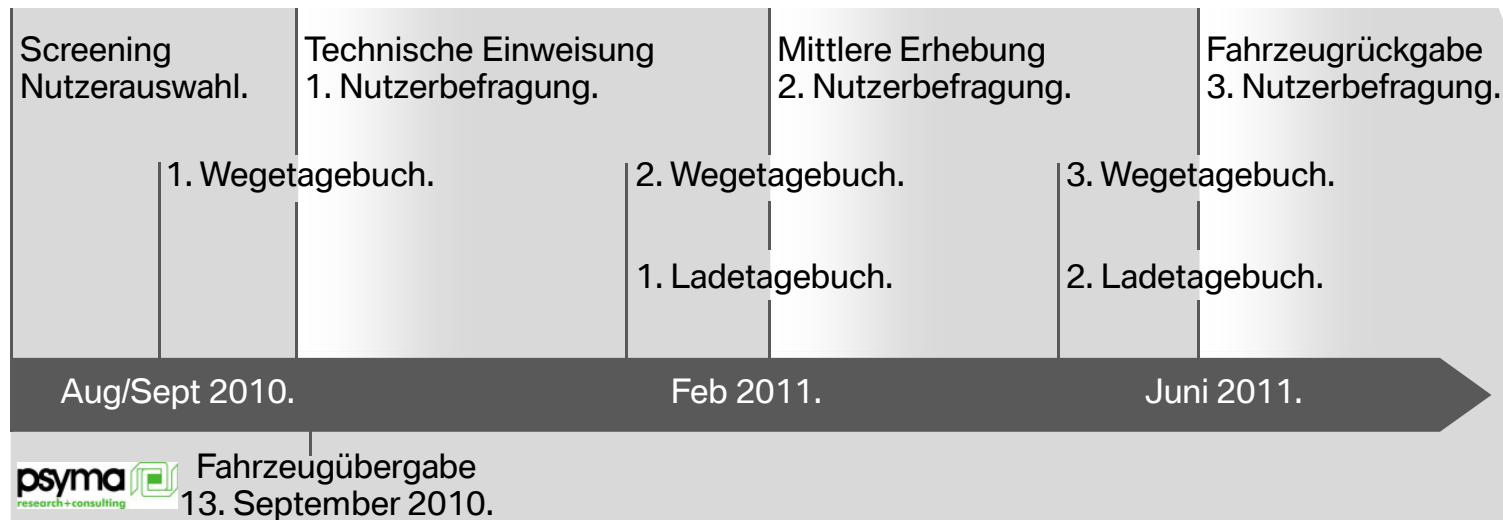 Screening
Nutzerauswahl.
Technische Einweisung
1. Nutzerbefragung.
Mittlere Erhebung
2. Nutzerbefragung.
Fahrzeugrückgabe
3. Nutzerbefragung.
1. Wegetagebuch.
2. Wegetagebuch.
3. Wegetagebuch.
1. Ladetagebuch.
2. Ladetagebuch.
Aug/Sept 2010.
Feb 2011.
Juni 2011.
Fahrzeugübergabe
13. September 2010.
psyma
research+consulting